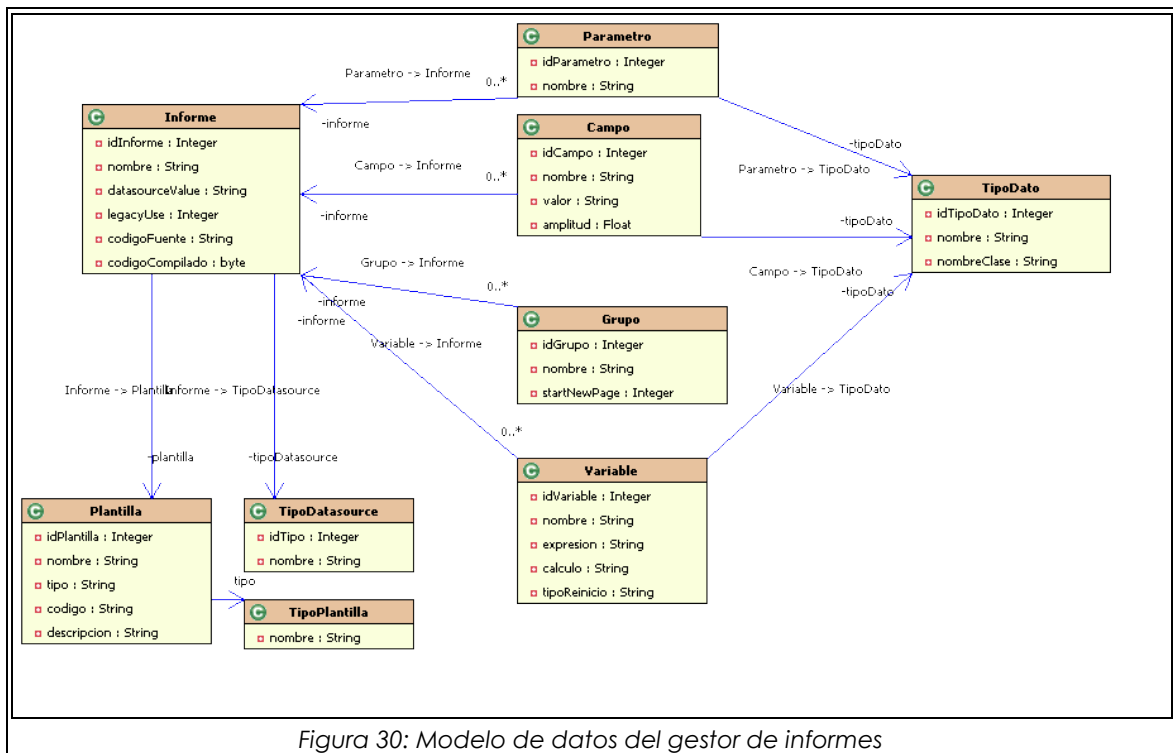 Parametro
idParametro : Integer
nombre : String
Parametro -> Informe
0..*
-informe
Informe
idInforme : Integer
nombre : String
datasourceValue : String
legacyUse : Integer
codigoFuente : String
codigoCompilado : byte
Campo
idCampo : Integer
nombre : String
valor : String
amplitud : Float
Campo -> Informe
0..*
-informe
-tipoDato
Parametro -> TipoDato
TipoDato
idTipoDato : Integer
nombre : String
nombreClase : String
-tipoDato
Campo -> TipoDato
-tipoDato
Grupo -> Informe
0..*
-informe
-informe
Grupo
idGrupo : Integer
nombre : String
startNewPage : Integer
Variable -> Informe
Informe -> Plantilla
Informe -> TipoDatasource
Variable -> TipoDato
0..*
-plantilla
-tipoDatasource
Variable
idVariable : Integer
nombre : String
expresion : String
calculo : String
tipoReinicio : String
Plantilla
idPlantilla : Integer
nombre : String
tipo : String
codigo : String
descripcion : String
TipoDatasource
idTipo : Integer
nombre : String
tipo
TipoPlantilla
nombre : String
Figura 30: Modelo de datos del gestor de informes